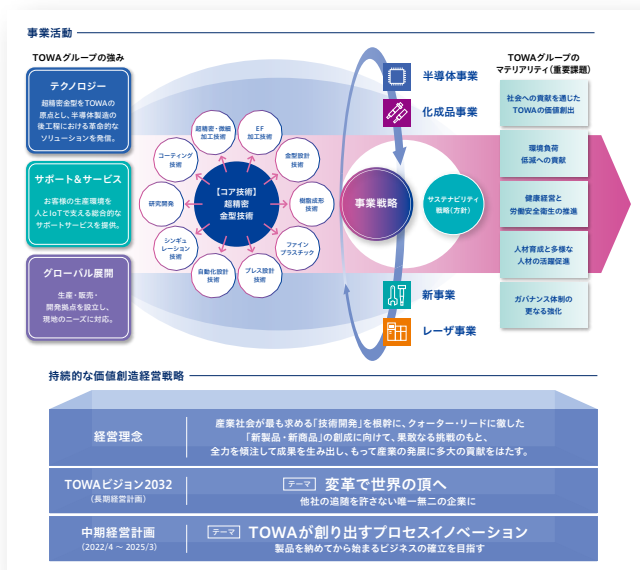 事業活動
TOWAグループの強み
テクノロジー
超精密金型をTOWAの
原点とし、半導体製造の
後工程における革命的な
ソリューションを発信。
サポート&サービス
お客様の生産環境を
人とIoTで支える総合的な
サポートサービスを提供。
グローバル展開
生産・販売・
開発拠点を設立し、
現地のニーズに対応。
超精密・微細
加工技術
EF
加工技術
コーティング
技術
金型設計
技術
研究開発
【コア技術】
超精密
金型技術
樹脂成形
技術
シンギュ
レーション
技術
ファイン
プラスチック
自動化設計
技術
プレス設計
技術
半導体事業
化成品事業
事業戦略
サステナビリティ
戦略(方針)
新事業
レーザ事業
TOWAグループの
マテリアリティ(重要課題)
社会への貢献を通じた
TOWAの価値創出
環境負荷
低減への貢献
健康経営と
労働安全衛生の推進
人材育成と多様な
人材の活躍促進
ガバナンス体制の
更なる強化
持続的な価値創造経営戦略
経営理念
産業社会が最も求める「技術開発」を根幹に、クォーター・リードに徹した
「新製品・新商品」の創成に向けて、果敢なる挑戦のもと、
全力を傾注して成果を生み出し、もって産業の発展に多大の貢献をはたす。
TOWAビジョン2032
(長期経営計画)
テーマ 変革で世界の頂へ
他社の追随を許さない唯一無二の企業に
中期経営計画
(2022/4 ~ 2025/3)
テーマ TOWAが創り出すプロセスイノベーション
製品を納めてから始まるビジネスの確立を目指す